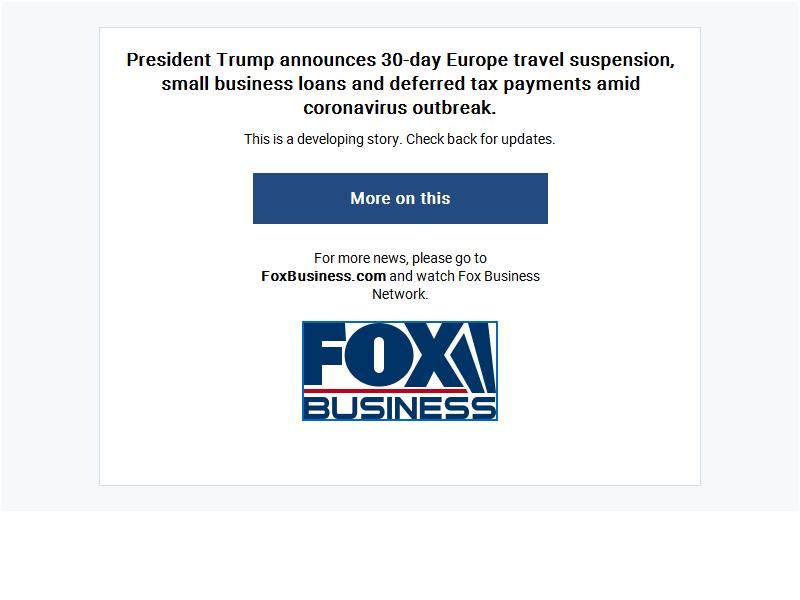 President Trump announces 30-day Europe travel suspension,
small business loans and deferred tax payments amid
coronavirus outbreak.
This is a developing story. Check back for updates.
More on this
For more news, please go to
FoxBusiness.com and watch Fox Business
Network.
FOX
BUSINESS